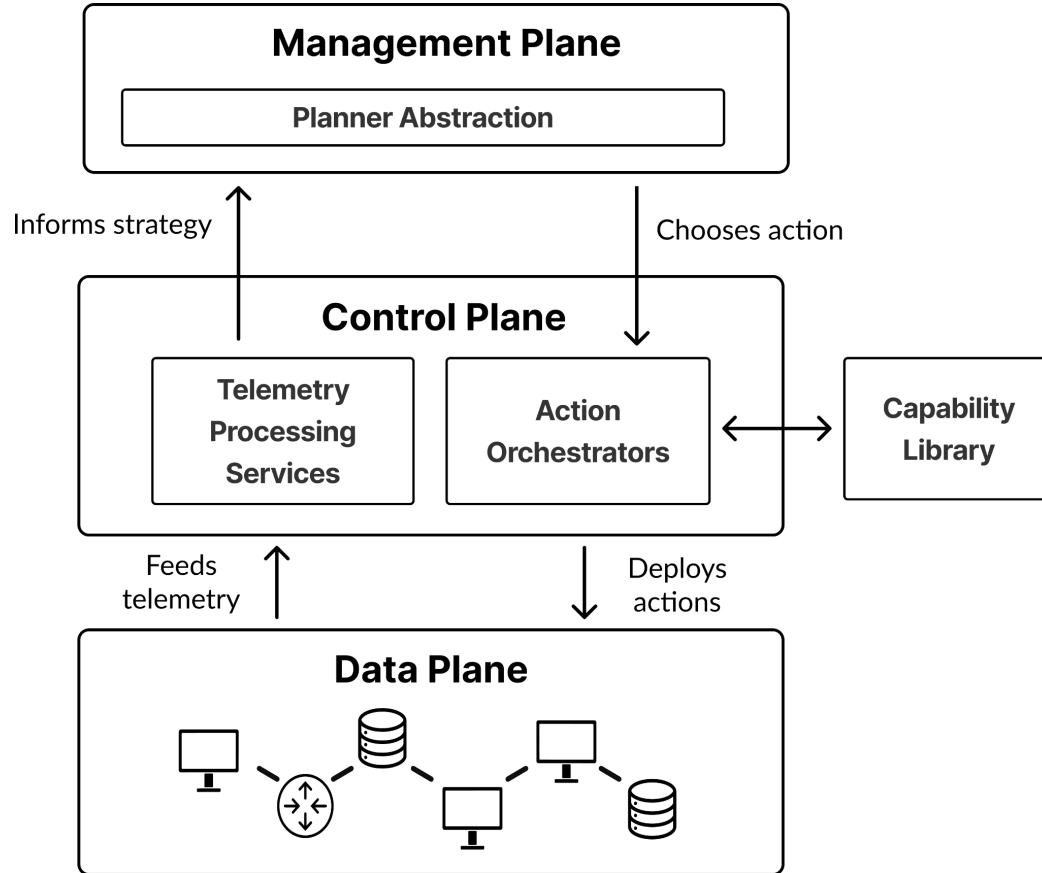 Management Plane
Planner Abstraction
Informs strategy
Chooses action
Control Plane
Telemetry
Processing
Services
Action
Orchestrators
Capability
Library
Feeds
telemetry
Deploys
actions
Data Plane